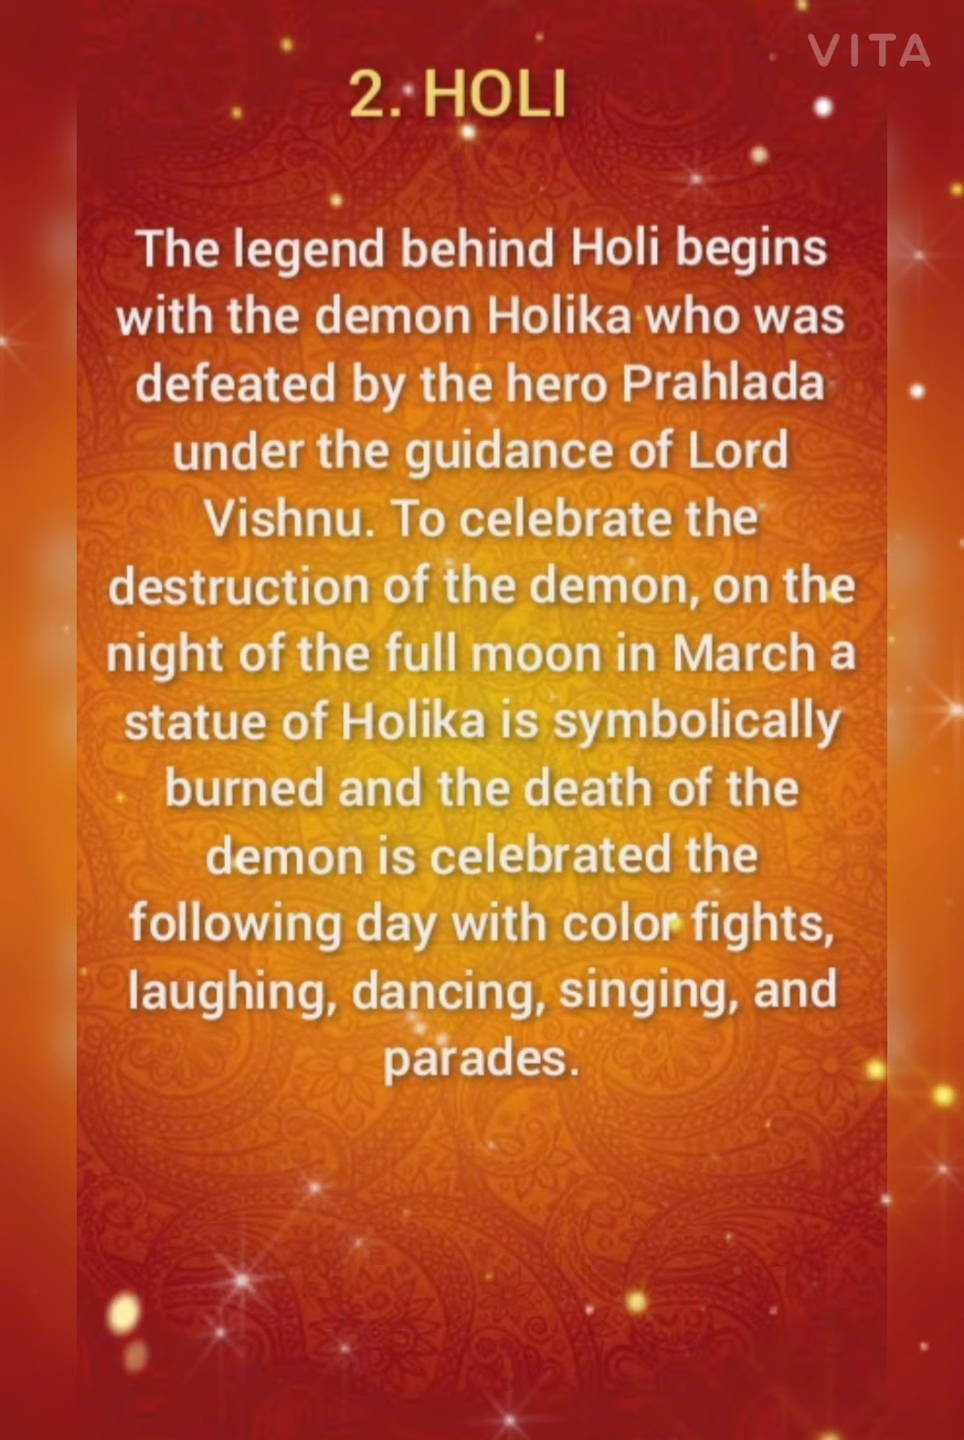 VITA
2. HOLI
The legend behind Holi begins
with the demon Holika who was
defeated by the hero Prahlada
under the guidance of Lord
Vishnu. To celebrate the
destruction of the demon, on the
night of the full moon in March a
statue of Holika is symbolically
burned and the death of the
demon is celebrated the
following day with color fights,
laughing, dancing, singing, and
parades.